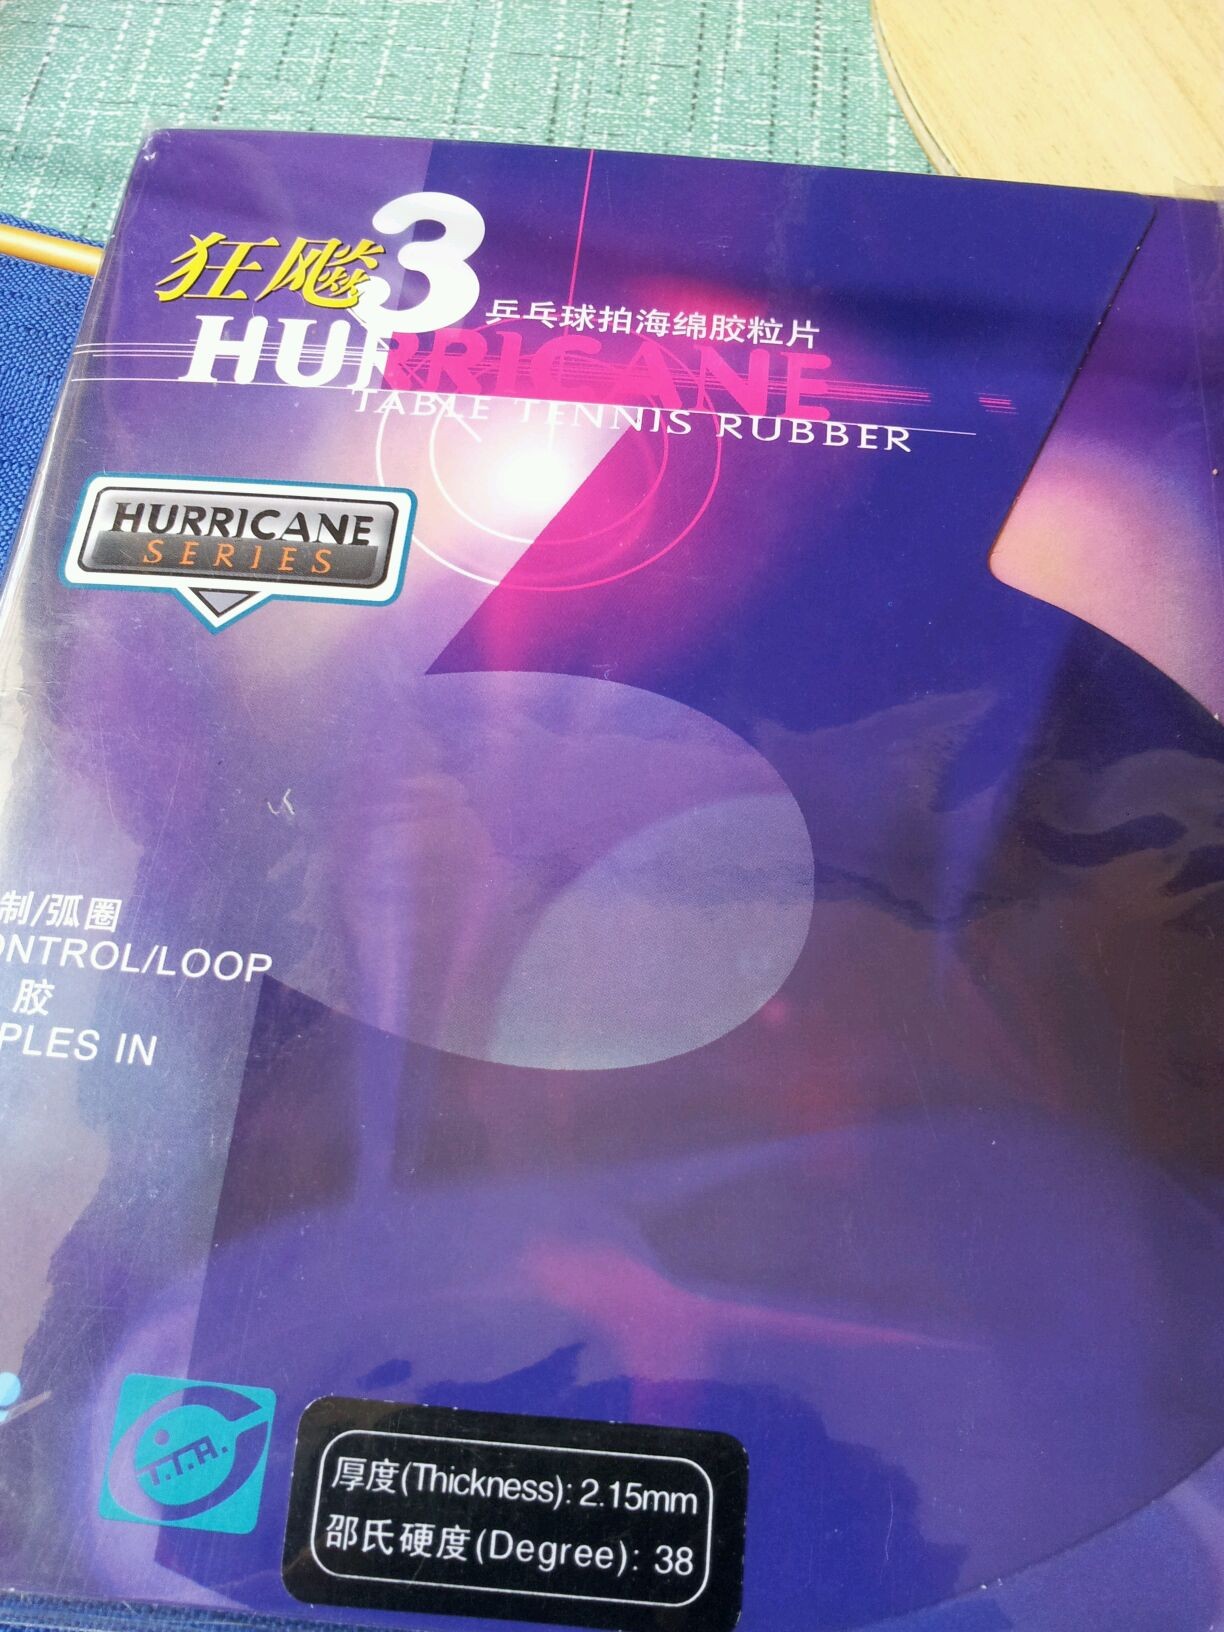 狂飚3
乒乓球拍海绵胶粒片
HURRICANE
TABLE TENNIS RUBBER
HURRICANE
SERIES
制/弧圈
ONTROL/LOOP
胶
PLES IN
T.T.A.
厚度(Thickness): 2.15mm
邵氏硬度(Degree): 38